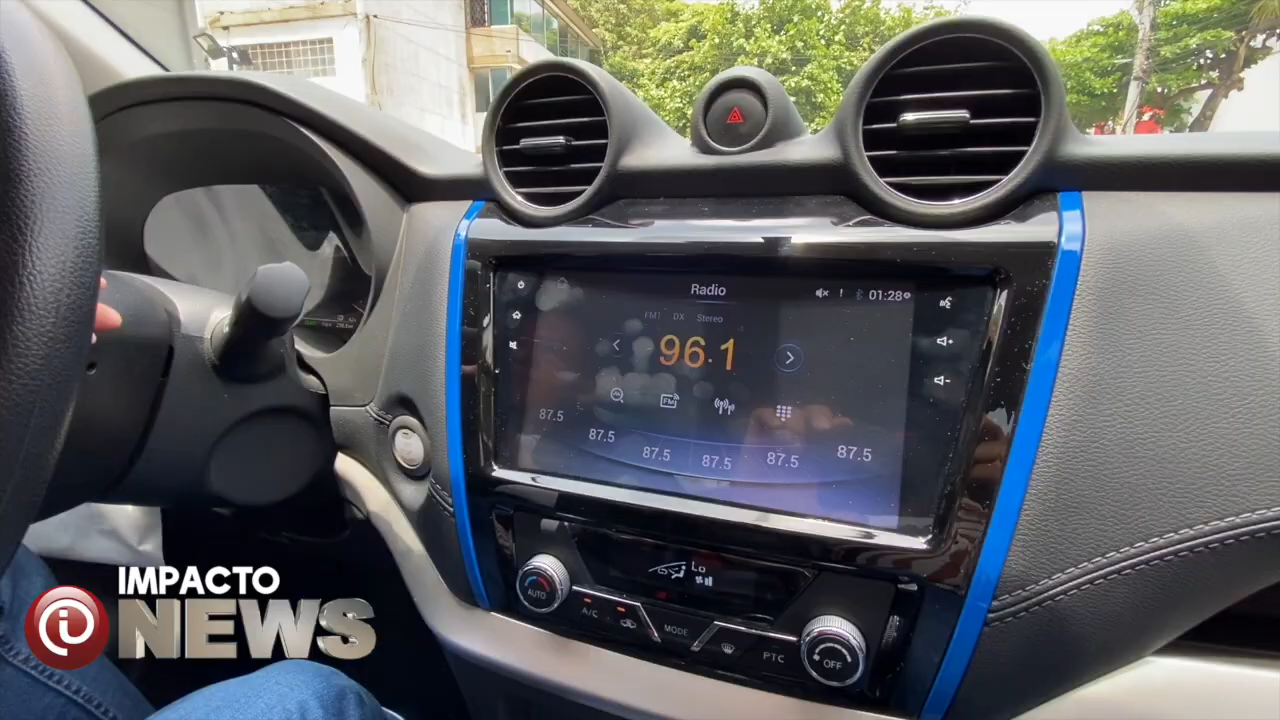 Radio
01:28
FM1 DX Stereo
96.1
FM
87.5
87.5
87.5
87.5
87.5
87.5
Lo
AUTO
A/C
MODE
PTC
OFF
IMPACTO
NEWS